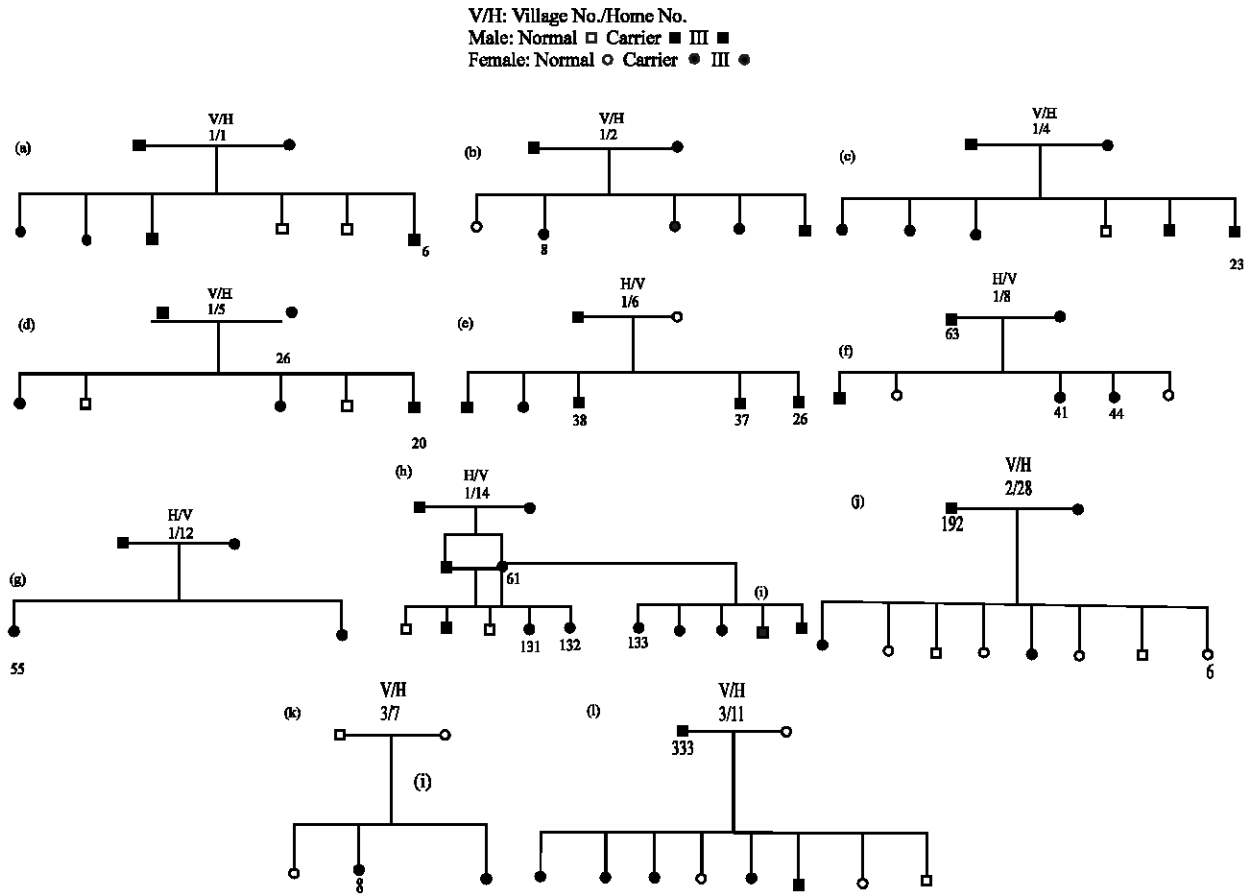 V/H: Village No./Home No.
Male: Normal Carrier III
Female: Normal Carrier III
(a)
V/H
1/1
6
(b)
V/H
1/2
8
(c)
V/H
1/4
23
(d)
V/H
1/5
26
20
(e)
H/V
1/6
38
37
26
(f)
H/V
1/8
63
41
44
(g)
H/V
1/12
55
(h)
H/V
1/14
61
(i)
131
132
133
(j)
V/H
2/28
192
6
(k)
V/H
3/7
(i)
8
(l)
V/H
3/11
333